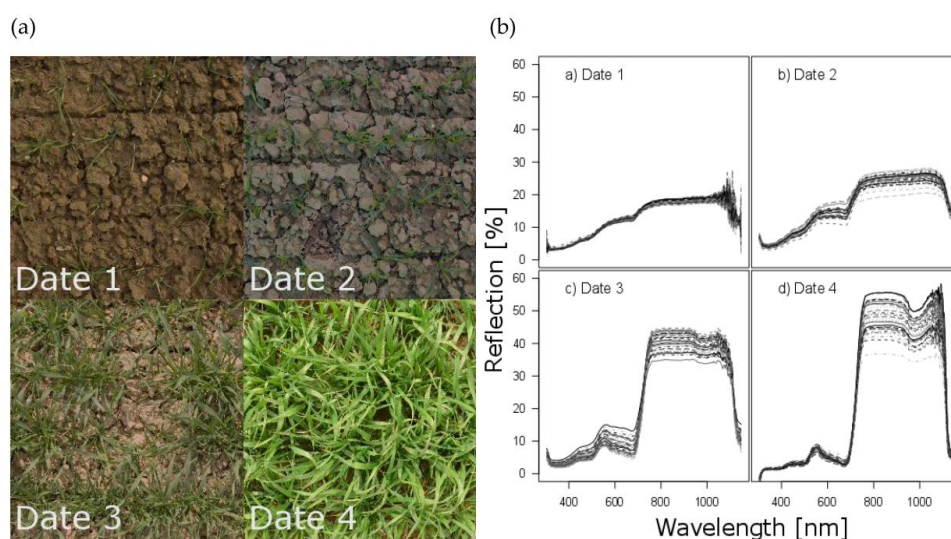 (a)
(b)
Date 1
Date 2
Date 3
Date 4
a) Date 1
b) Date 2
60
50
40
30
20
10
0
c) Date 3
d) Date 4
60
50
40
30
20
10
0
Reflection [%]
400 600 800 1000
400 600 800 1000
Wavelength [nm]